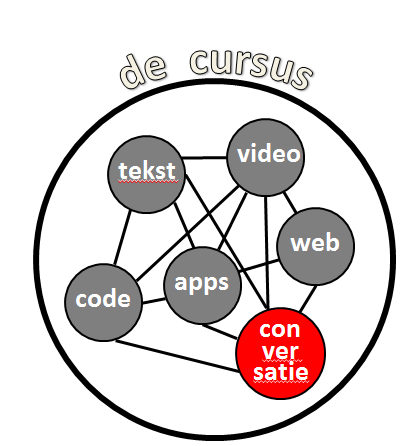 de cursus
video
tekst
web
apps
code
con
ver
satie